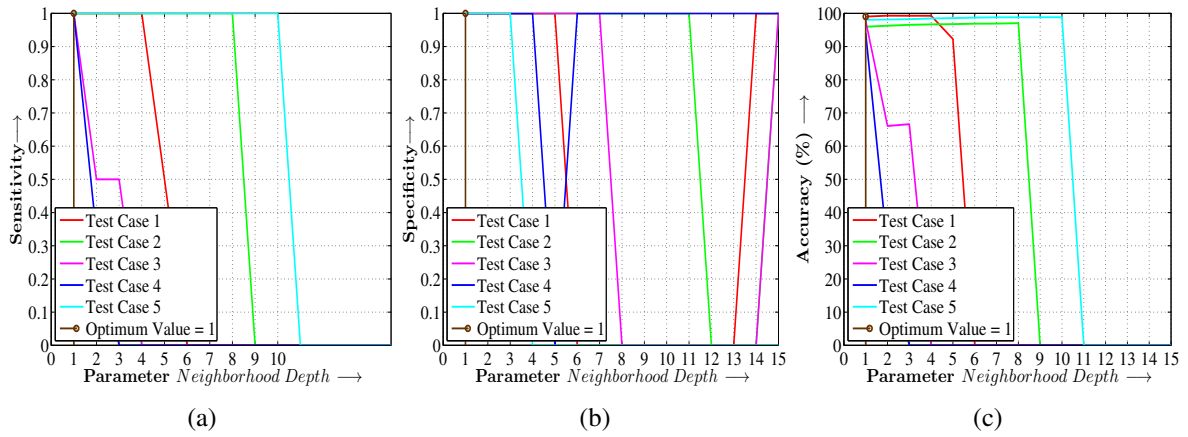 1
0.9
0.8
0.7
0.6
0.5
0.4
0.3
0.2
0.1
0
Sensitivity⟶
Test Case 1
Test Case 2
Test Case 3
Test Case 4
Test Case 5
Optimum Value = 1
0 1 2 3 4 5 6 7 8 9 10
Parameter Neighborhood Depth ⟶
(a)
1
0.9
0.8
0.7
0.6
0.5
0.4
0.3
0.2
0.1
0
Specificity⟶
Test Case 1
Test Case 2
Test Case 3
Test Case 4
Test Case 5
Optimum Value = 1
0 1 2 3 4 5 6 7 8 9 10 11 12 13 14 15
Parameter Neighborhood Depth ⟶
(b)
100
90
80
70
60
50
40
30
20
10
0
Accuracy (%) ⟶
Test Case 1
Test Case 2
Test Case 3
Test Case 4
Test Case 5
Optimum Value = 1
0 1 2 3 4 5 6 7 8 9 10 11 12 13 14 15
Parameter Neighborhood Depth ⟶
(c)